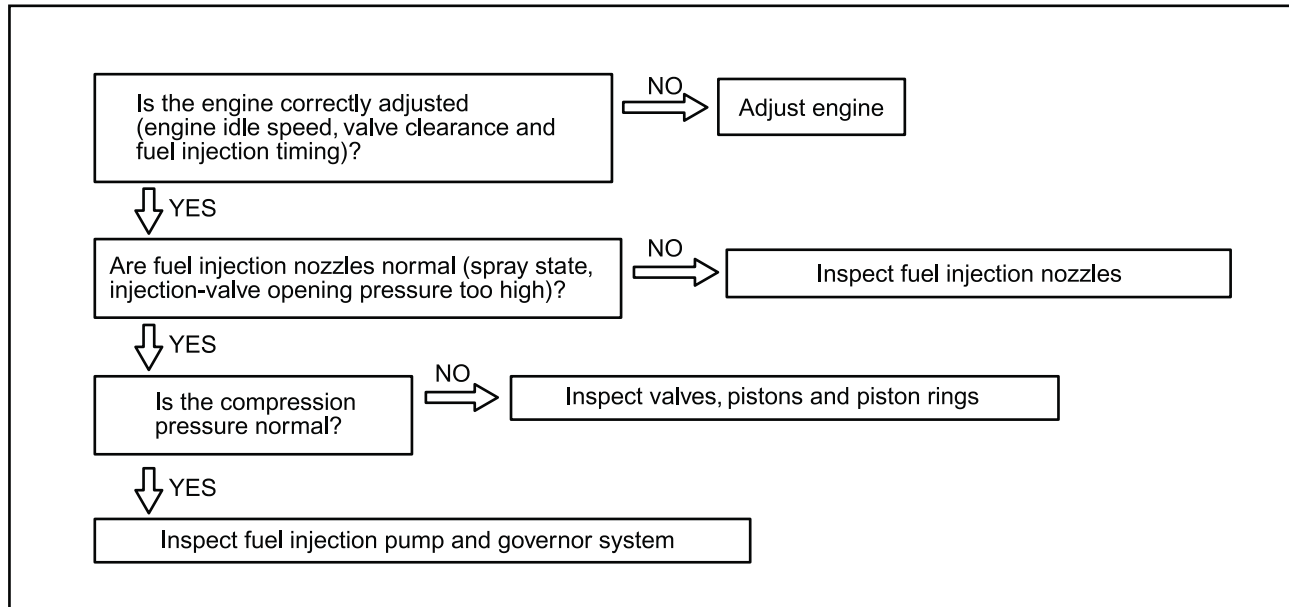 Is the engine correctly adjusted
(engine idle speed, valve clearance and
fuel injection timing)?
NO
Adjust engine
YES
Are fuel injection nozzles normal (spray state,
injection-valve opening pressure too high)?
NO
Inspect fuel injection nozzles
YES
Is the compression
pressure normal?
NO
Inspect valves, pistons and piston rings
YES
Inspect fuel injection pump and governor system